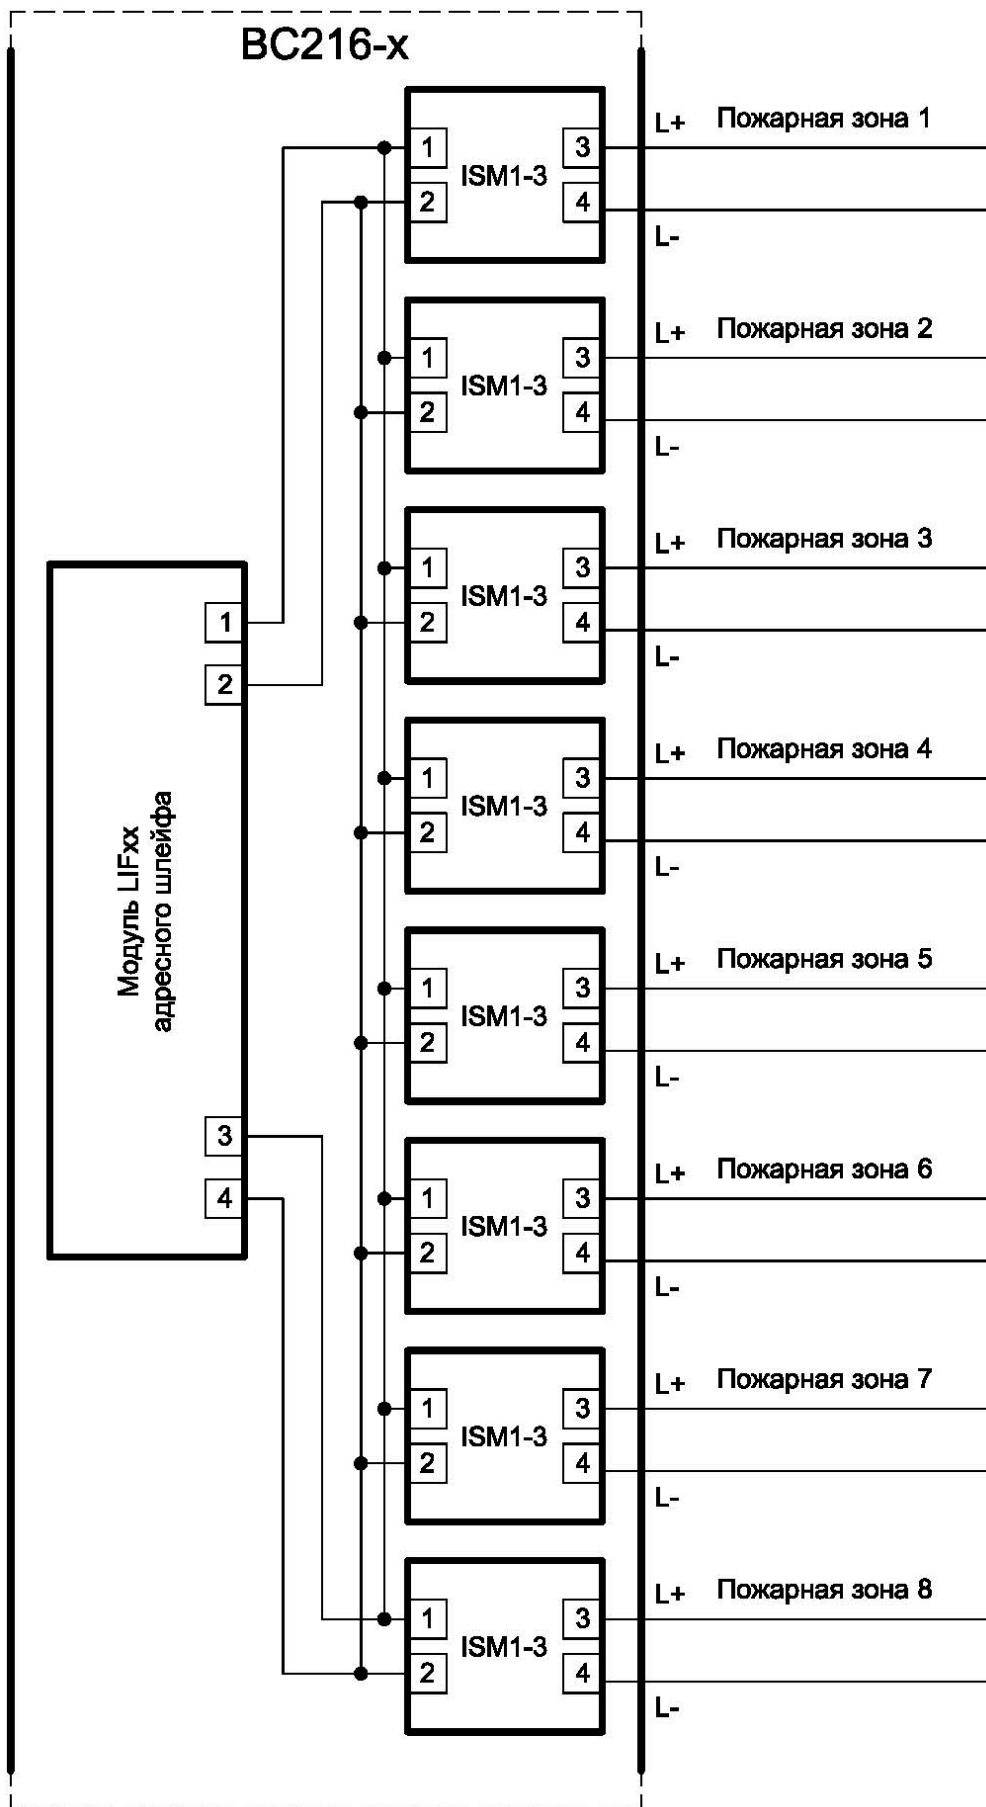 BC216-x
L+ Пожарная зона 1
1 3
ISM1-3
2 4
L-
L+ Пожарная зона 2
1 3
ISM1-3
2 4
L-
L+ Пожарная зона 3
1 3
ISM1-3
2 4
L-
1
2
L+ Пожарная зона 4
1 3
ISM1-3
2 4
L-
Модуль LIFxx
адресного шлейфа
L+ Пожарная зона 5
1 3
ISM1-3
2 4
L-
3
4
L+ Пожарная зона 6
1 3
ISM1-3
2 4
L-
L+ Пожарная зона 7
1 3
ISM1-3
2 4
L-
L+ Пожарная зона 8
1 3
ISM1-3
2 4
L-